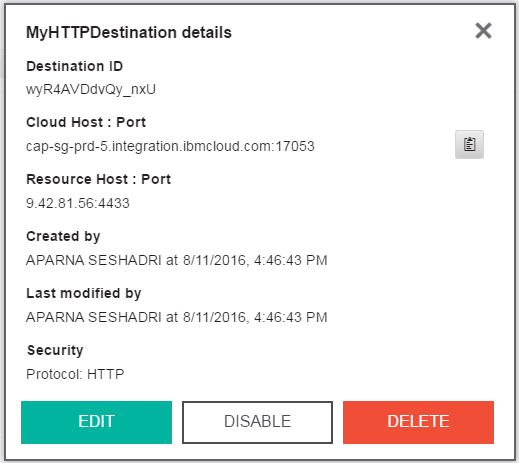 MyHTTPDestination details
Destination ID
wyR4AVDdvQy_nxU
Cloud Host : Port
cap-sg-prd-5.integration.ibmcloud.com:17053
Resource Host : Port
9.42.81.56:4433
Created by
APARNA SESHADRI at 8/11/2016, 4:46:43 PM
Last modified by
APARNA SESHADRI at 8/11/2016, 4:46:43 PM
Security
Protocol: HTTP
EDIT DISABLE DELETE